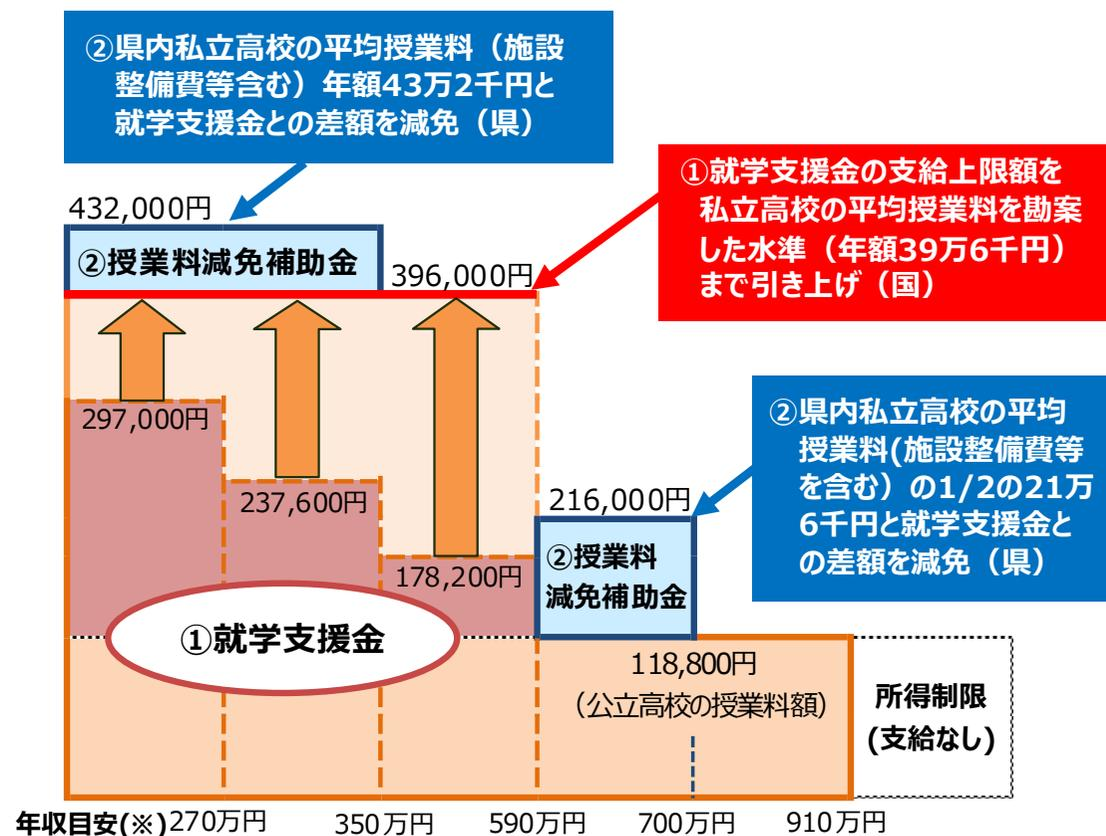 ②県内私立高校の平均授業料（施設
整備費等含む）年額43万2千円と
就学支援金との差額を減免（県）
①就学支援金の支給上限額を
私立高校の平均授業料を勘案
した水準（年額39万6千円）
まで引き上げ（国）
432,000円
②授業料減免補助金
396,000円
297,000円
237,600円
178,200円
②県内私立高校の平均
授業料(施設整備費等
を含む）の1/2の21万
6千円と就学支援金と
の差額を減免（県）
216,000円
②授業料
減免補助金
①就学支援金
118,800円
（公立高校の授業料額）
所得制限
(支給なし)
年収目安(※)
270万円
350万円
590万円
700万円
910万円